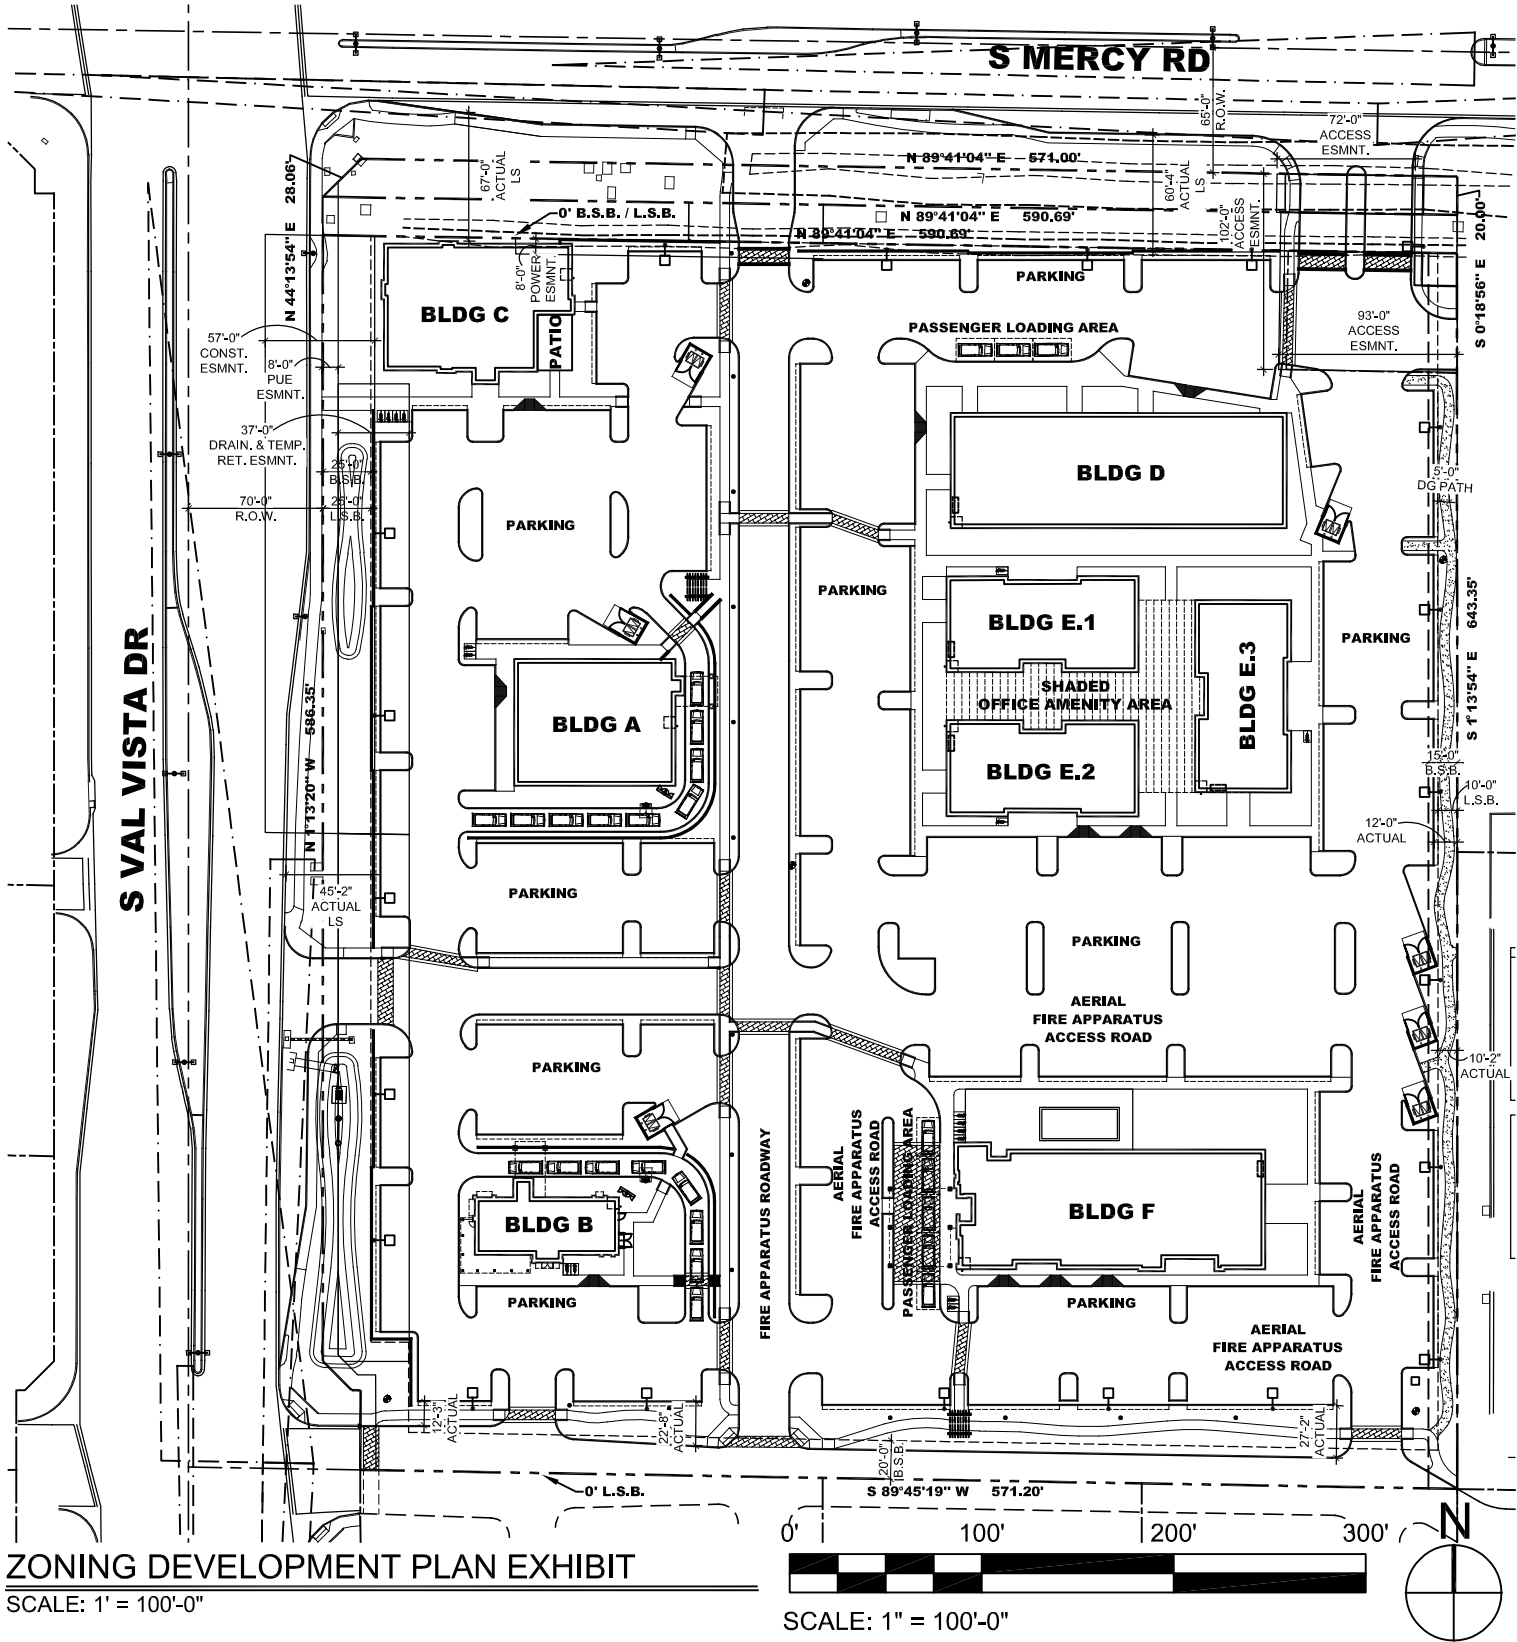 S MERCY RD
65'-0"
R.O.W.
72'-0"
ACCESS
ESMNT.
N 89°41'04" E 571.00'
67'-0"
ACTUAL
LS
60'-4"
ACTUAL
LS
102'-0"
ACCESS
ESMNT.
N 44°13'54" E 28.06'
0' B.S.B. / L.S.B.
N 89°41'04" E 590.69'
N 89°41'04" E 590.69'
S 0°18'56" E 20.00'
8'-0"
POWER
ESMNT.
PARKING
BLDG C
PATIO
PASSENGER LOADING AREA
93'-0"
ACCESS
ESMNT.
57'-0"
CONST.
ESMNT.
8'-0"
PUE
ESMNT.
37'-0"
DRAIN. & TEMP.
RET. ESMNT.
25'-0"
B.S.B.
70'-0"
R.O.W.
25'-0"
L.S.B.
BLDG D
5'-0"
DG PATH
PARKING
PARKING
BLDG E.1
PARKING
S 1°13'54" E 643.35'
S VAL VISTA DR
N 1°13'20" W 586.35'
BLDG A
SHADED
OFFICE AMENITY AREA
BLDG E.3
BLDG E.2
15'-0"
B.S.B.
10'-0"
L.S.B.
12'-0"
ACTUAL
45'-2"
ACTUAL
LS
PARKING
PARKING
AERIAL
FIRE APPARATUS
ACCESS ROAD
PARKING
10'-2"
ACTUAL
FIRE APPARATUS ROADWAY
AERIAL
FIRE APPARATUS
ACCESS ROAD
PASSENGER LOADING AREA
BLDG B
BLDG F
AERIAL
FIRE APPARATUS
ACCESS ROAD
PARKING
PARKING
AERIAL
FIRE APPARATUS
ACCESS ROAD
12'-3"
ACTUAL
22'-8"
ACTUAL
20'-0"
B.S.B.
27'-2"
ACTUAL
0' L.S.B.
S 89°45'19" W 571.20'
0' 100' 200' 300'
N
ZONING DEVELOPMENT PLAN EXHIBIT
SCALE: 1' = 100'-0"
SCALE: 1" = 100'-0"